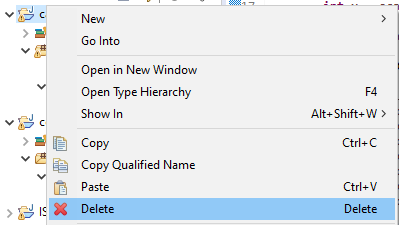 New
Go Into
Open in New Window
Open Type Hierarchy F4
Show In Alt+Shift+W
Copy Ctrl+C
Copy Qualified Name
Paste Ctrl+V
Delete Delete